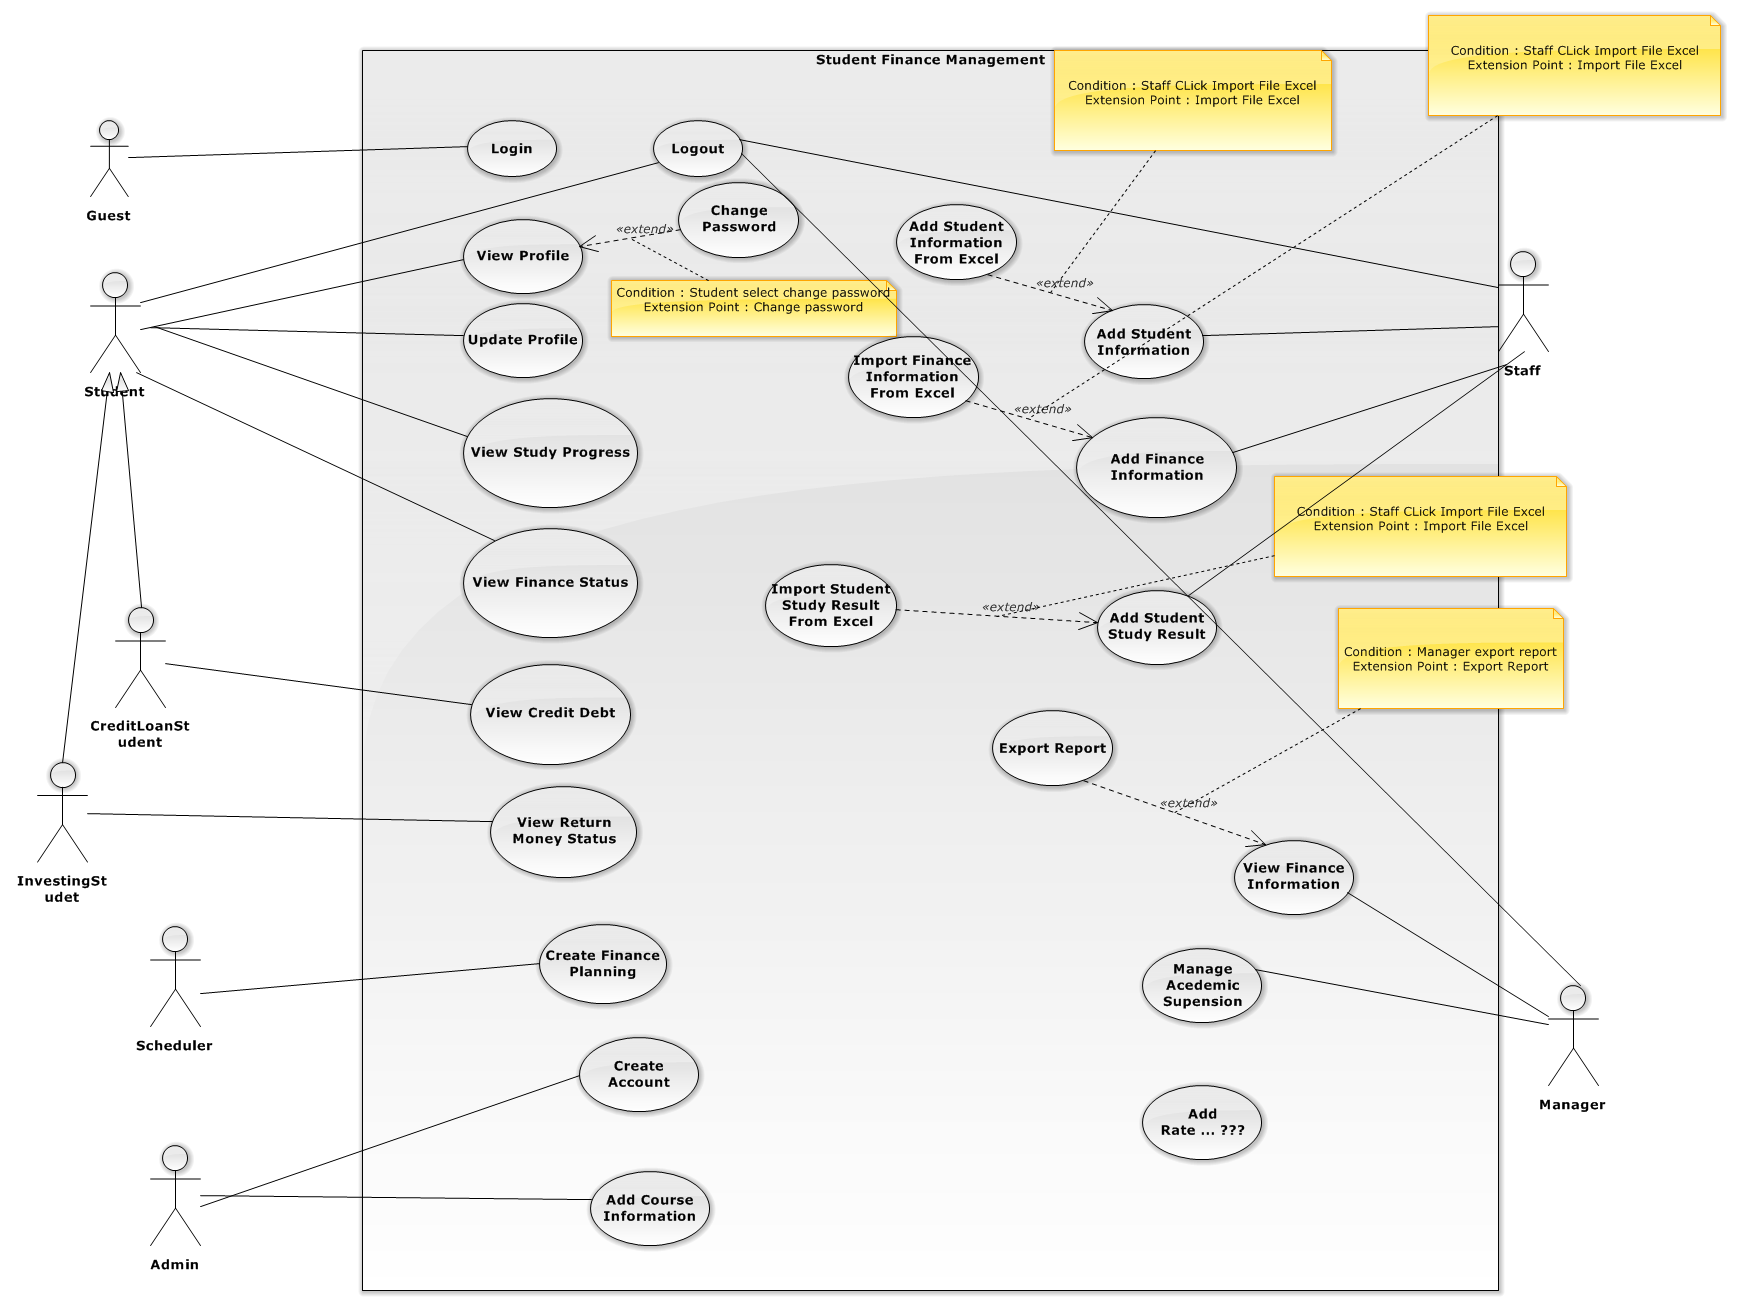 Student Finance Management
Condition : Staff CLick Import File Excel
Extension Point : Import File Excel
Condition : Staff CLick Import File Excel
Extension Point : Import File Excel
Login
Logout
Guest
Change
Password
«extend»
View Profile
Add Student
Information
From Excel
«extend»
Condition : Student select change password
Extension Point : Change password
Update Profile
Add Student
Information
Staff
Student
Import Finance
Information
From Excel
«extend»
View Study Progress
Add Finance
Information
Condition : Staff CLick Import File Excel
Extension Point : Import File Excel
View Finance Status
Import Student
Study Result
From Excel
«extend»
Add Student
Study Result
Condition : Manager export report
Extension Point : Export Report
CreditLoanSt
udent
View Credit Debt
Export Report
«extend»
View Return
Money Status
InvestingSt
udet
View Finance
Information
Create Finance
Planning
Manage
Acedemic
Supension
Scheduler
Create
Account
Manager
Add
Rate ... ???
Add Course
Information
Admin